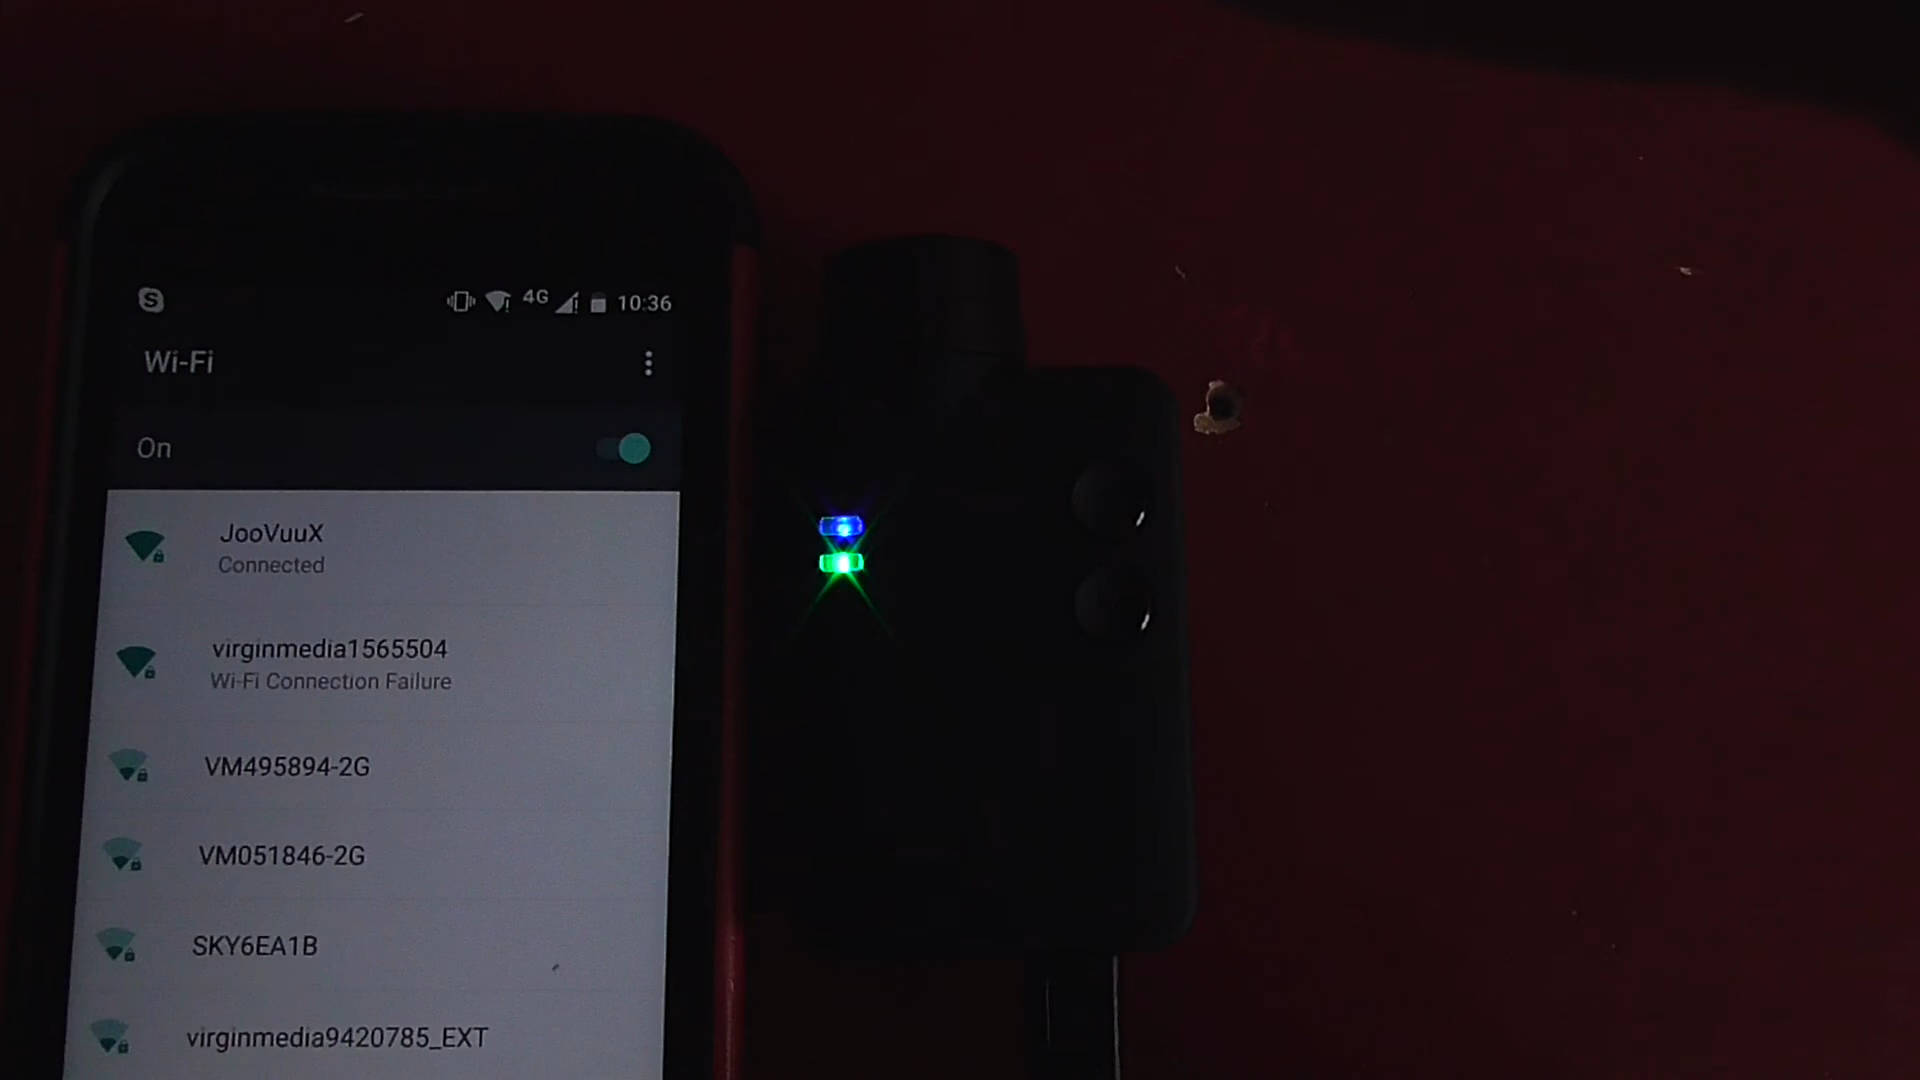 S 4G 10:36
Wi-Fi
On
JooVuuX
Connected
virginmedia1565504
Wi-Fi Connection Failure
VM495894-2G
VM051846-2G
SKY6EA1B
virginmedia9420785_EXT